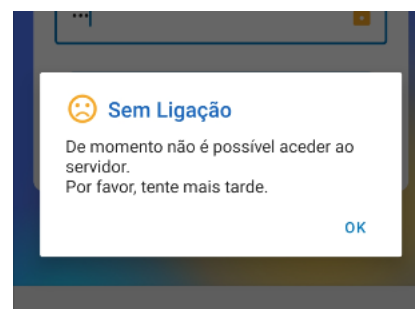 Sem Ligação
De momento não é possível aceder ao
servidor.
Por favor, tente mais tarde.
OK